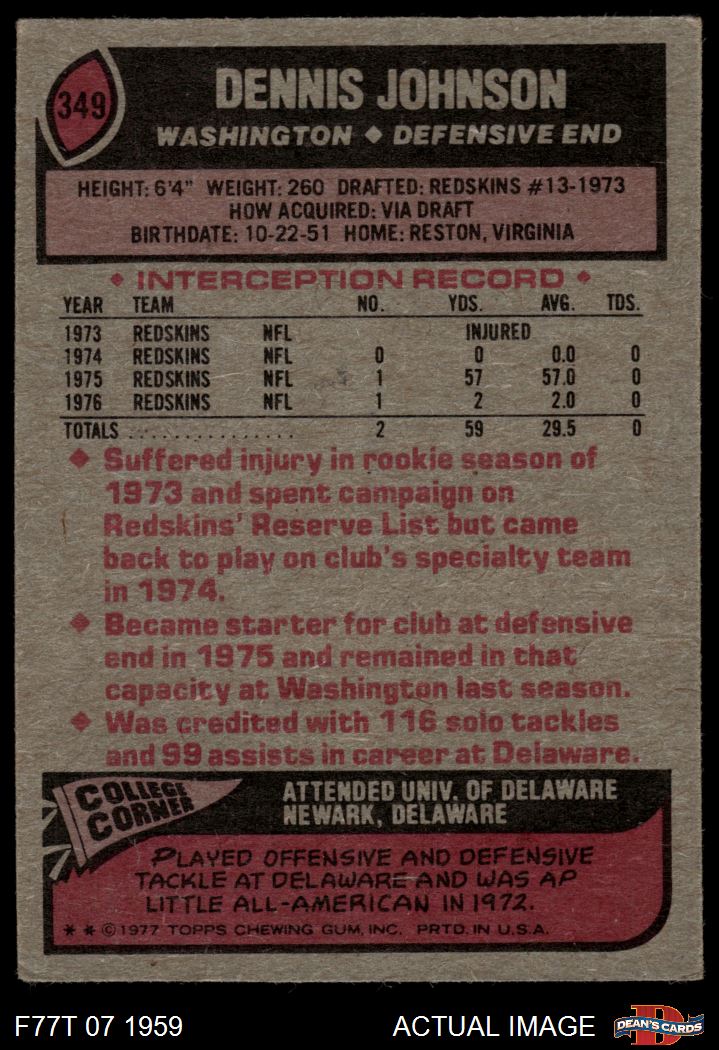 349
DENNIS JOHNSON
WASHINGTON ◆ DEFENSIVE END
HEIGHT: 6'4" WEIGHT: 260 DRAFTED: REDSKINS #13-1973
HOW ACQUIRED: VIA DRAFT
BIRTHDATE: 10-22-51 HOME: RESTON, VIRGINIA
◆ INTERCEPTION RECORD ◆
YEAR TEAM NO. YDS. AVG. TDS.
1973 REDSKINS NFL INJURED
1974 REDSKINS NFL 0 0 0.0 0
1975 REDSKINS NFL 1 57 57.0 0
1976 REDSKINS NFL 1 2 2.0 0
TOTALS ............... 2 59 29.5 0
◆ Suffered injury in rookie season of
1973 and spent campaign on
Redskins' Reserve List but came
back to play on club's specialty team
in 1974.
◆ Became starter for club at defensive
end in 1975 and remained in that
capacity at Washington last season.
◆ Was credited with 116 solo tackles
and 99 assists in career at Delaware.
COLLEGE
CORNER
ATTENDED UNIV. OF DELAWARE
NEWARK, DELAWARE
PLAYED OFFENSIVE AND DEFENSIVE
TACKLE AT DELAWARE AND WAS AP
LITTLE ALL-AMERICAN IN 1972.
* * © 1977 TOPPS CHEWING GUM, INC. PRTD. IN U.S.A.
F77T 07 1959 ACTUAL IMAGE
D
DEAN'S CARDS